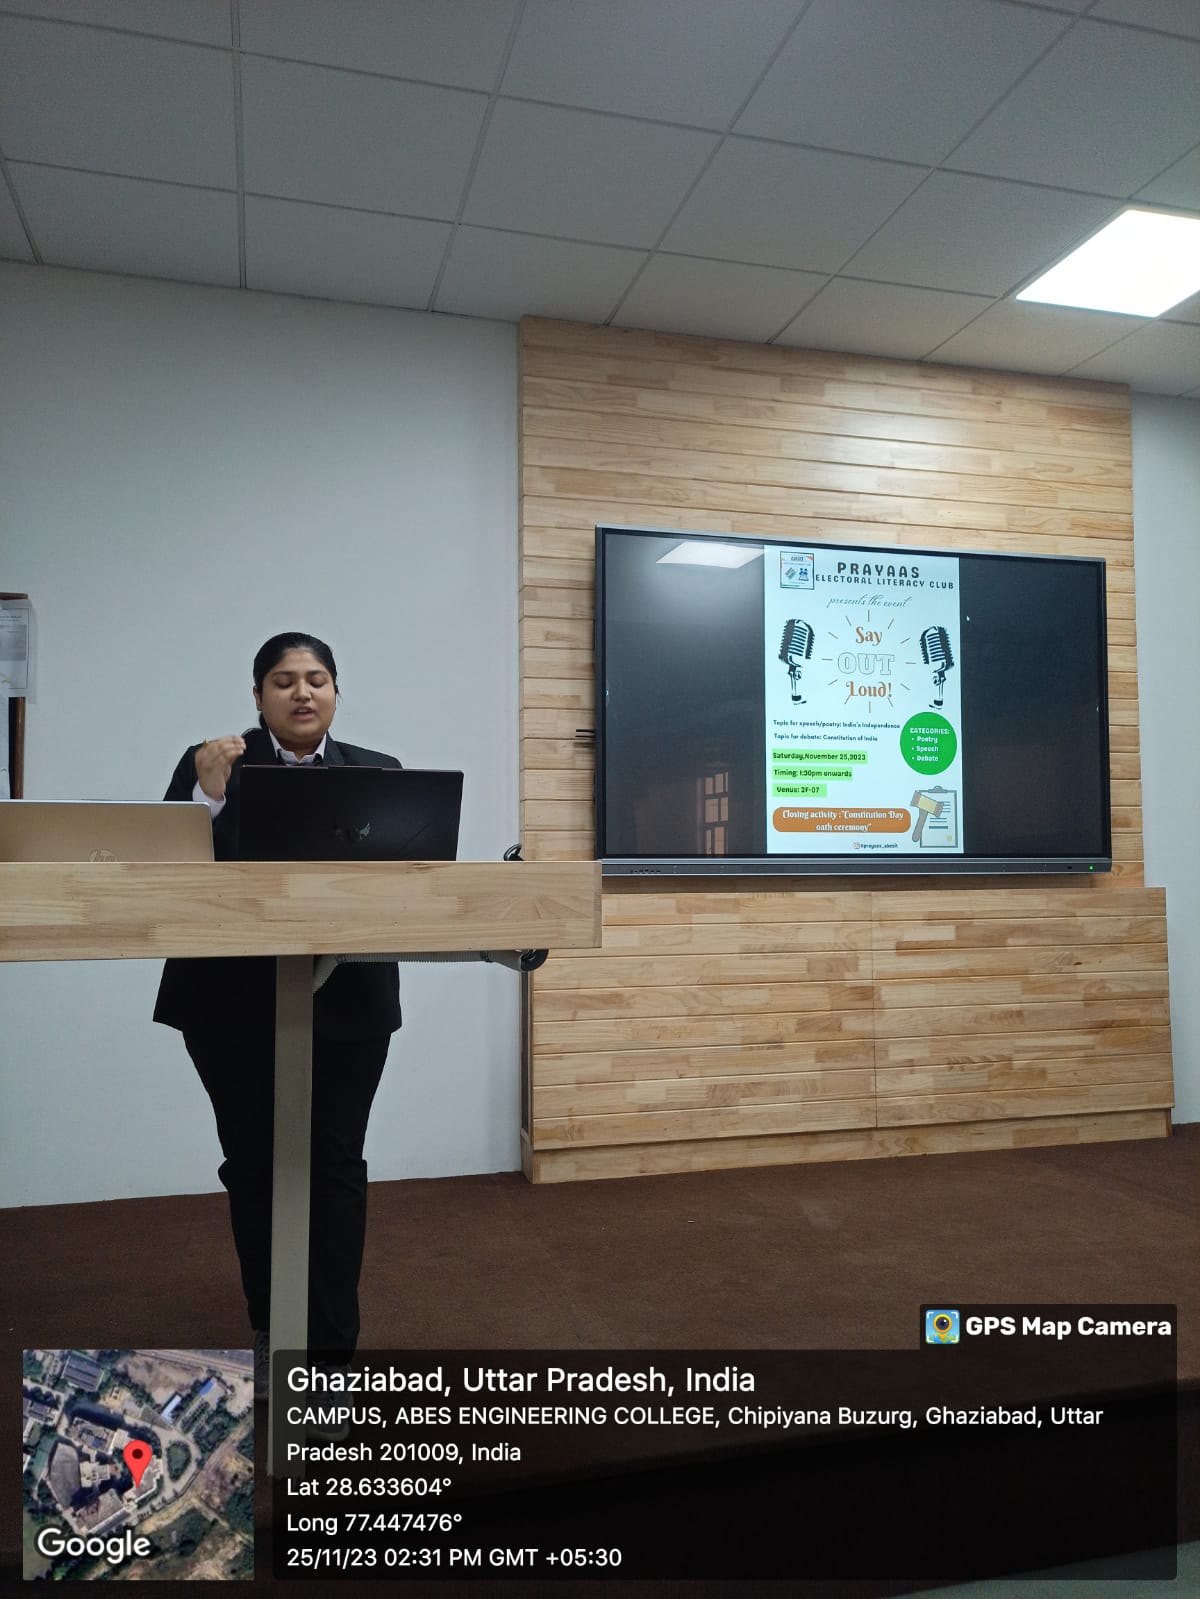 PRAYAAS
ELECTORAL LITERACY CLUB
presents the event
Say
OUT
Loud!
Topic for speech/poetry: India's Independence
Topic for debate: Constitution of India
CATEGORIES:
• Poetry
• Speech
• Debate
Saturday,November 25,2023
Timing: 1:30pm onwards
Venue: 2F-07
Closing activity :"Constitution Day
oath ceremony"
@prayaas_abesit
hp
GPS Map Camera
Ghaziabad, Uttar Pradesh, India
CAMPUS, ABES ENGINEERING COLLEGE, Chipiyana Buzurg, Ghaziabad, Uttar
Pradesh 201009, India
Lat 28.633604°
Long 77.447476°
25/11/23 02:31 PM GMT +05:30
Google